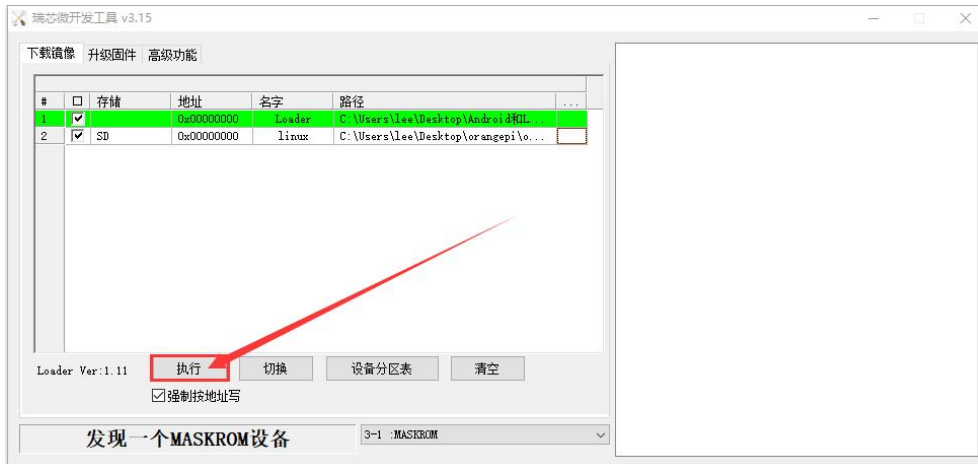 瑞芯微开发工具 v3.15
下载镜像 升级固件 高级功能
# 存储 地址 名字 路径 ...
1 0x00000000 Loader C:\Users\lee\Desktop\Android和L...
2 SD 0x00000000 linux C:\Users\lee\Desktop\orangepi\o...
Loader Ver:1.11 执行 切换 设备分区表 清空
强制按地址写
发现一个MASKROM设备 3-1 :MASKROM